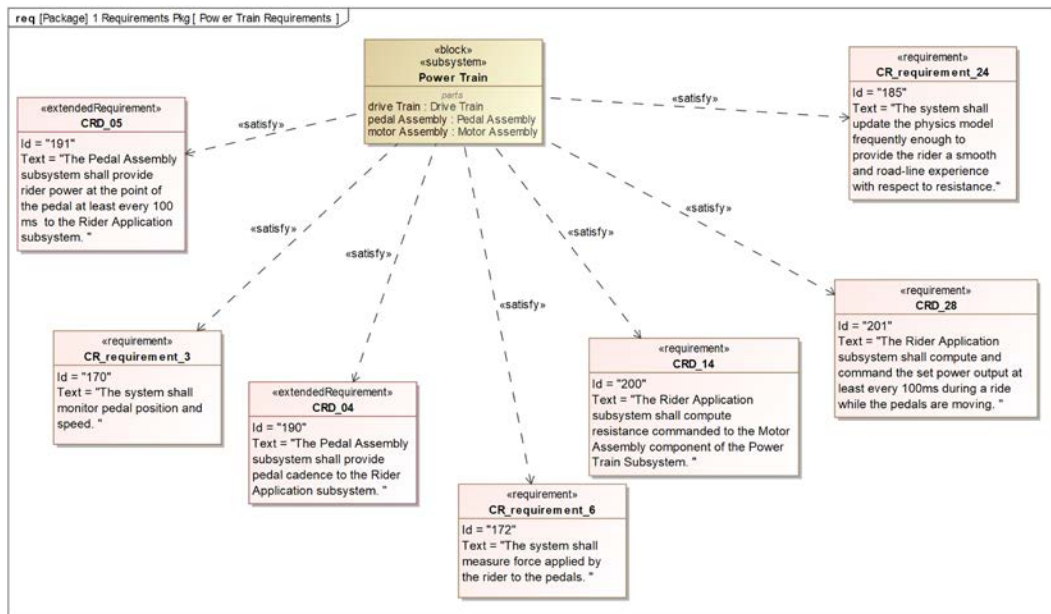 req [Package] 1 Requirements Pkg [ Power Train Requirements ]
«block»
«subsystem»
Power Train
parts
drive Train : Drive Train
pedal Assembly : Pedal Assembly
motor Assembly : Motor Assembly
«requirement»
CR_requirement_24
Id = "185"
Text = "The system shall
update the physics model
frequently enough to
provide the rider a smooth
and road-line experience
with respect to resistance."
«extendedRequirement»
CRD_05
Id = "191"
Text = "The Pedal Assembly
subsystem shall provide
rider power at the point of
the pedal at least every 100
ms to the Rider Application
subsystem. "
«satisfy»
«satisfy»
«satisfy»
«satisfy»
«satisfy»
«satisfy»
«satisfy»
«requirement»
CR_requirement_3
Id = "170"
Text = "The system shall
monitor pedal position and
speed. "
«extendedRequirement»
CRD_04
Id = "190"
Text = "The Pedal Assembly
subsystem shall provide
pedal cadence to the Rider
Application subsystem. "
«requirement»
CR_requirement_6
Id = "172"
Text = "The system shall
measure force applied by
the rider to the pedals. "
«requirement»
CRD_14
Id = "200"
Text = "The Rider Application
subsystem shall compute
resistance commanded to the Motor
Assembly component of the Power
Train Subsystem. "
«requirement»
CRD_28
Id = "201"
Text = "The Rider Application
subsystem shall compute and
command the set power output at
least every 100ms during a ride
while the pedals are moving. "